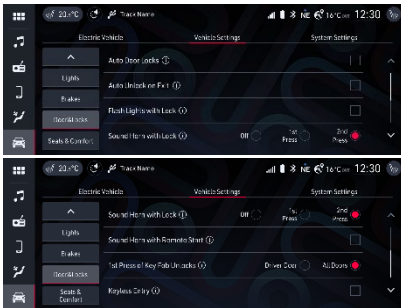 20.5°C Track Name NE 16°C 12:30
Electric Vehicle Vehicle Settings System Settings
Auto Door Locks
Lights
Auto Unlock on Exit
Brakes
Flash Lights with Lock
Door&Locks
Sound Horn with Lock Off 1st Press 2nd Press
Seats & Comfort
20.5°C Track Name NE 16°C 12:30
Electric Vehicle Vehicle Settings System Settings
Sound Horn with Lock Off 1st Press 2nd Press
Lights
Sound Horn with Remote Start
Brakes
1st Press of Key Fob Unlocks Driver Door All Doors
Door&Locks
Keyless Entry
Seats &
Comfort